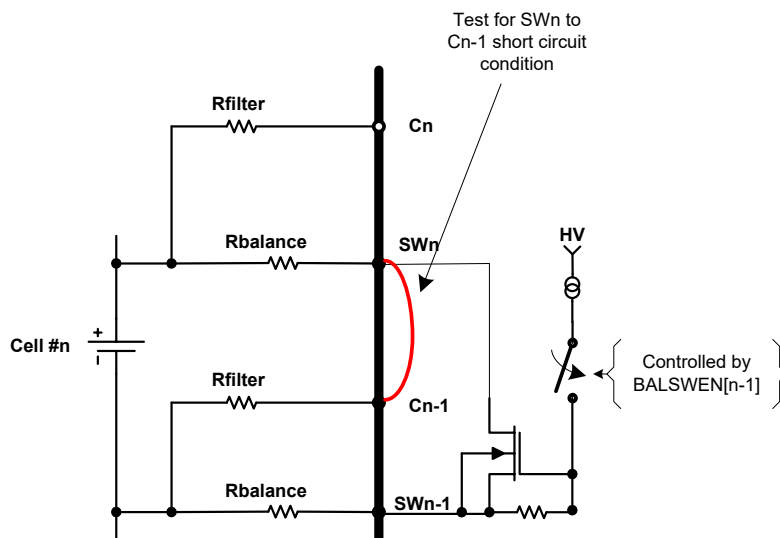 Test for SWn to
Cn-1 short circuit
condition
Rfilter
Cn
Rbalance
SWn
HV
Cell #n
+
Rfilter
Cn-1
Controlled by
BALSWEN[n-1]
Rbalance
SWn-1